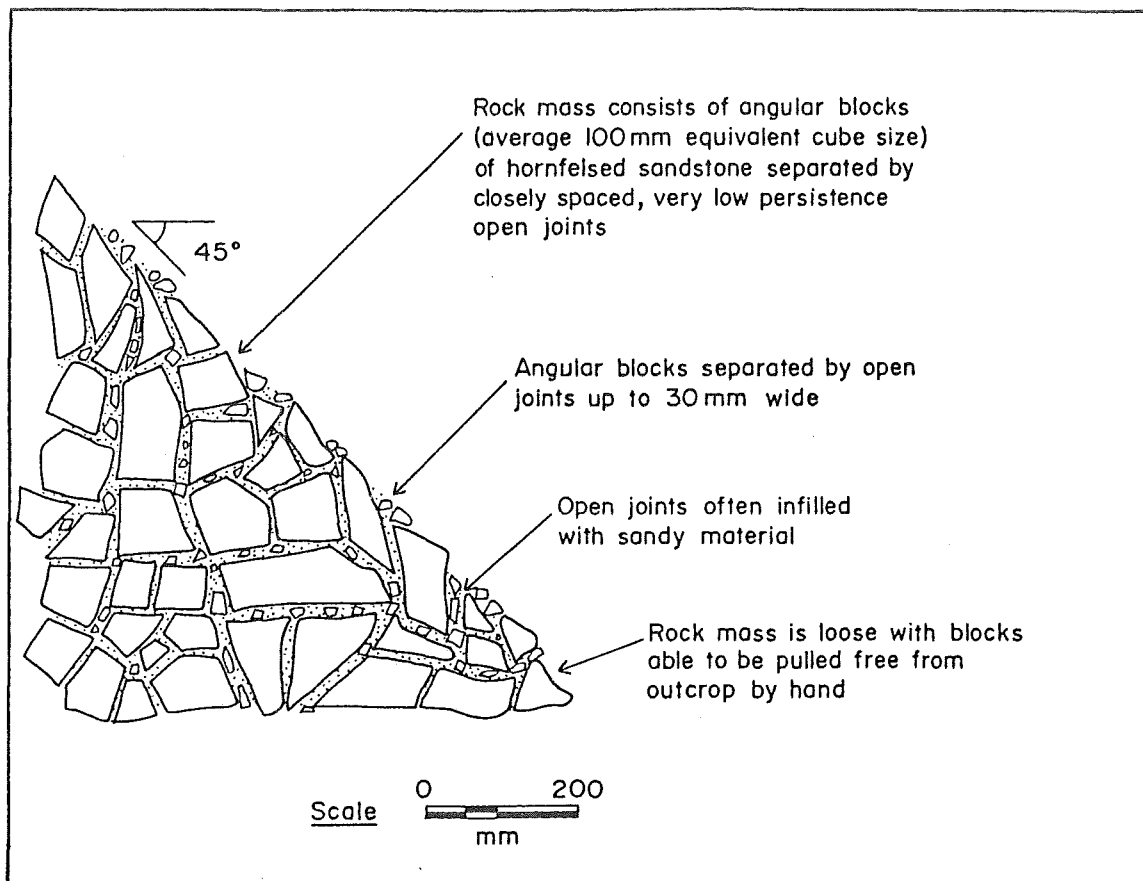 Rock mass consists of angular blocks
(average 100mm equivalent cube size)
of hornfelsed sandstone separated by
closely spaced, very low persistence
open joints
45°
Angular blocks separated by open
joints up to 30mm wide
Open joints often infilled
with sandy material
Rock mass is loose with blocks
able to be pulled free from
outcrop by hand
0 200
Scale
mm